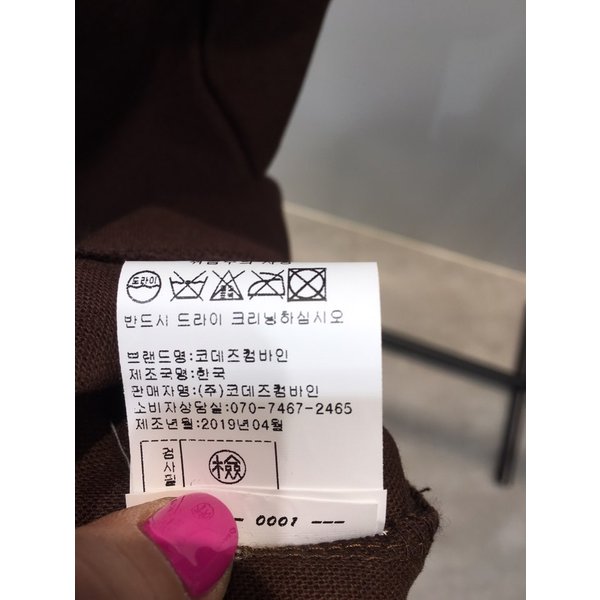 드라이
반드시 드라이 크리닝하십시오
브랜드명:코데즈컴바인
제조국명:한국
판매자명:(주)코데즈컴바인
소비자상담실:070-7467-2465
제조년월:2019년04월
검사필
檢
0001 ---